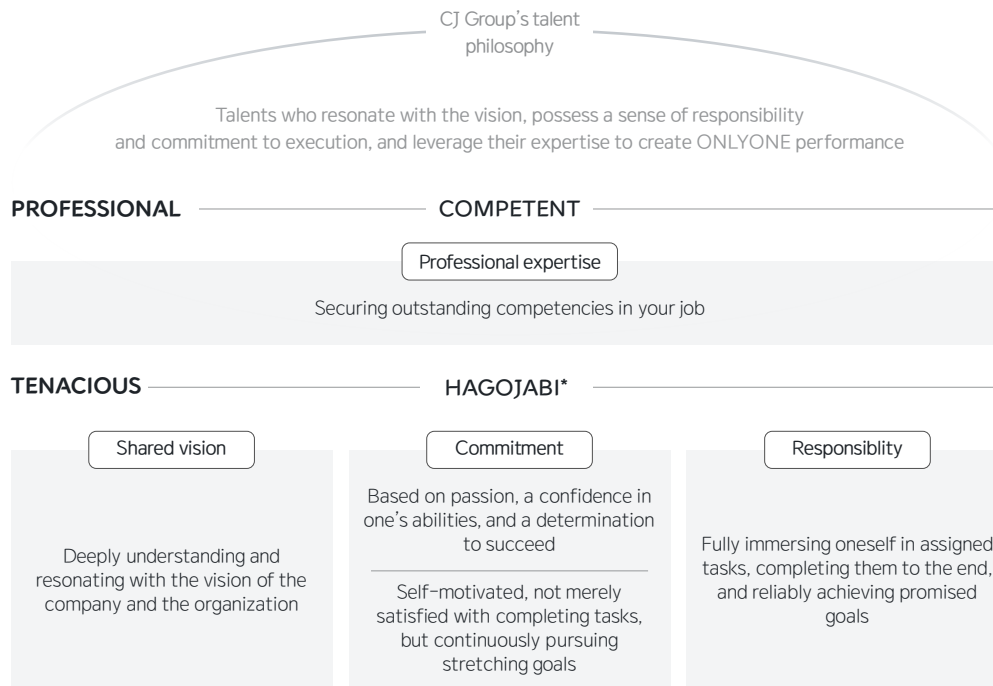 CJ Group's talent
philosophy
Talents who resonate with the vision, possess a sense of responsibility
and commitment to execution, and leverage their expertise to create ONLYONE performance
PROFESSIONAL
COMPETENT
Professional expertise
Securing outstanding competencies in your job
TENACIOUS
HAGOJABI*
Shared vision
Deeply understanding and
resonating with the vision of the
company and the organization
Commitment
Based on passion, a confidence in
one's abilities, and a determination
to succeed
Self-motivated, not merely
satisfied with completing tasks,
but continuously pursuing
stretching goals
Responsiblity
Fully immersing oneself in assigned
tasks, completing them to the end,
and reliably achieving promised
goals